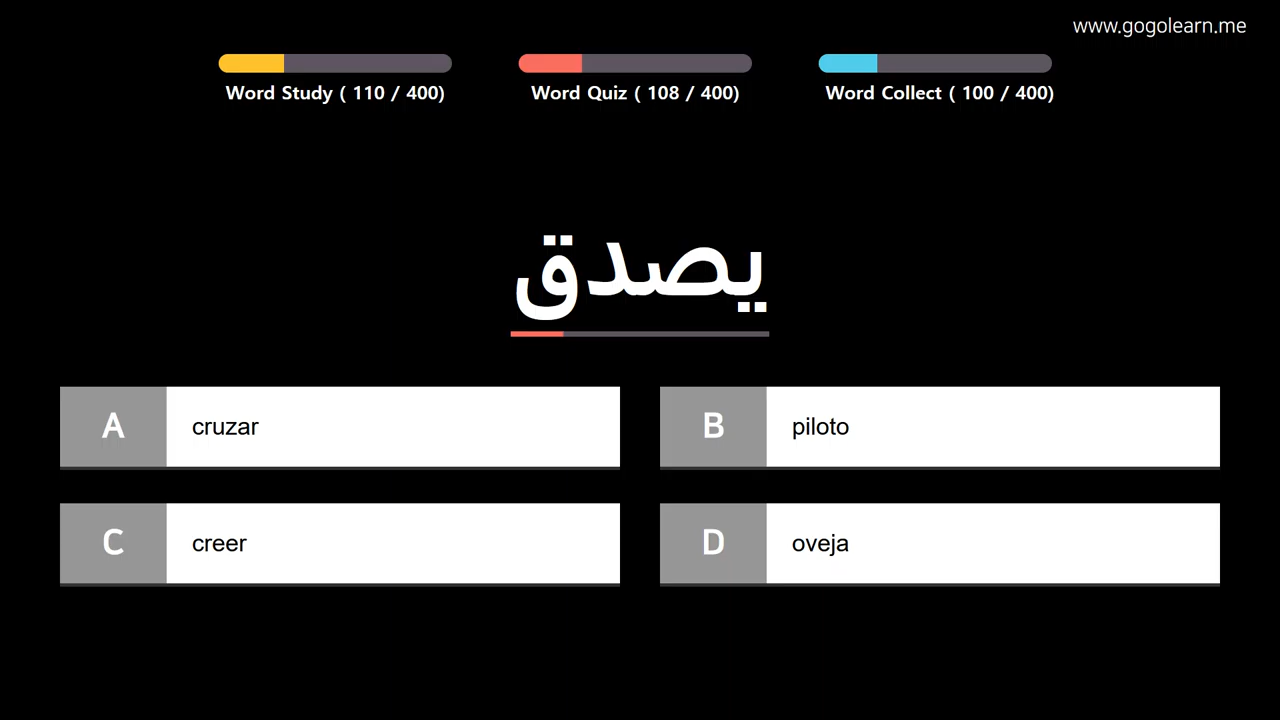 www.gogolearn.me
Word Study ( 110 / 400)
Word Quiz ( 108 / 400)
Word Collect ( 100 / 400)
يصدق
A cruzar
B piloto
C creer
D oveja